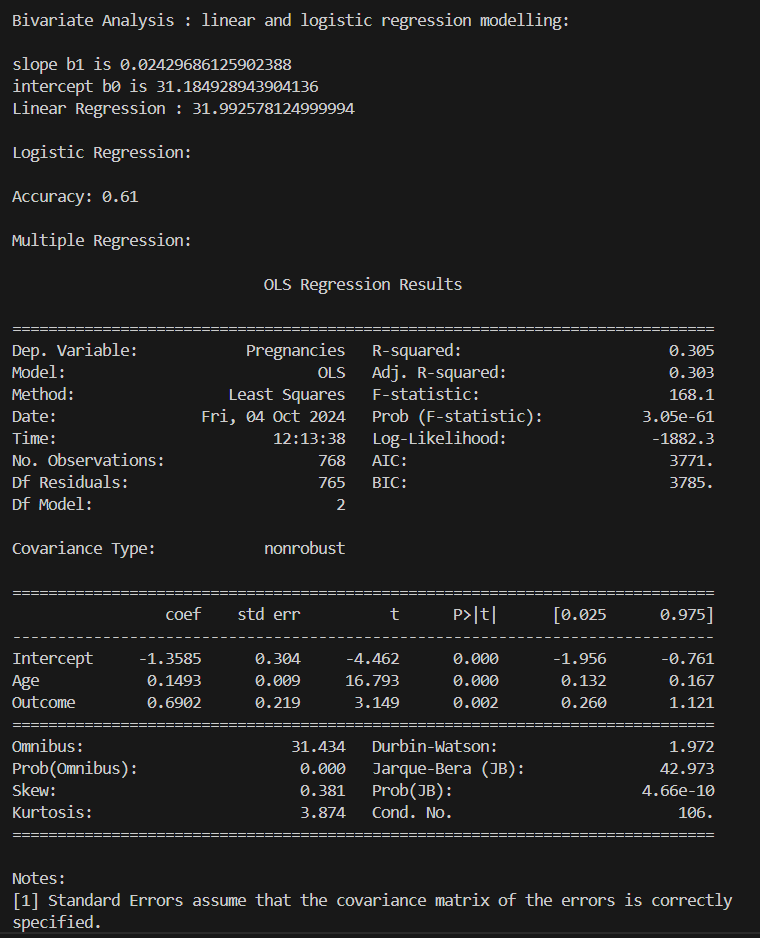 Bivariate Analysis : linear and logistic regression modelling:
slope b1 is 0.02429686125902388
intercept b0 is 31.184928943904136
Linear Regression : 31.992578124999994
Logistic Regression:
Accuracy: 0.61
Multiple Regression:
OLS Regression Results
==============================================================================
Dep. Variable:            Pregnancies   R-squared:                       0.305
Model:                            OLS   Adj. R-squared:                  0.303
Method:                 Least Squares   F-statistic:                     168.1
Date:                Fri, 04 Oct 2024   Prob (F-statistic):           3.05e-61
Time:                        12:13:38   Log-Likelihood:                -1882.3
No. Observations:                 768   AIC:                             3771.
Df Residuals:                     765   BIC:                             3785.
Df Model:                           2
Covariance Type:            nonrobust
==============================================================================
                 coef    std err          t      P>|t|      [0.025      0.975]
------------------------------------------------------------------------------
Intercept     -1.3585      0.304     -4.462      0.000      -1.956      -0.761
Age            0.1493      0.009     16.793      0.000       0.132       0.167
Outcome        0.6902      0.219      3.149      0.002       0.260       1.121
==============================================================================
Omnibus:                       31.434   Durbin-Watson:                   1.972
Prob(Omnibus):                  0.000   Jarque-Bera (JB):               42.973
Skew:                           0.381   Prob(JB):                     4.66e-10
Kurtosis:                       3.874   Cond. No.                         106.
==============================================================================
Notes:
[1] Standard Errors assume that the covariance matrix of the errors is correctly
specified.